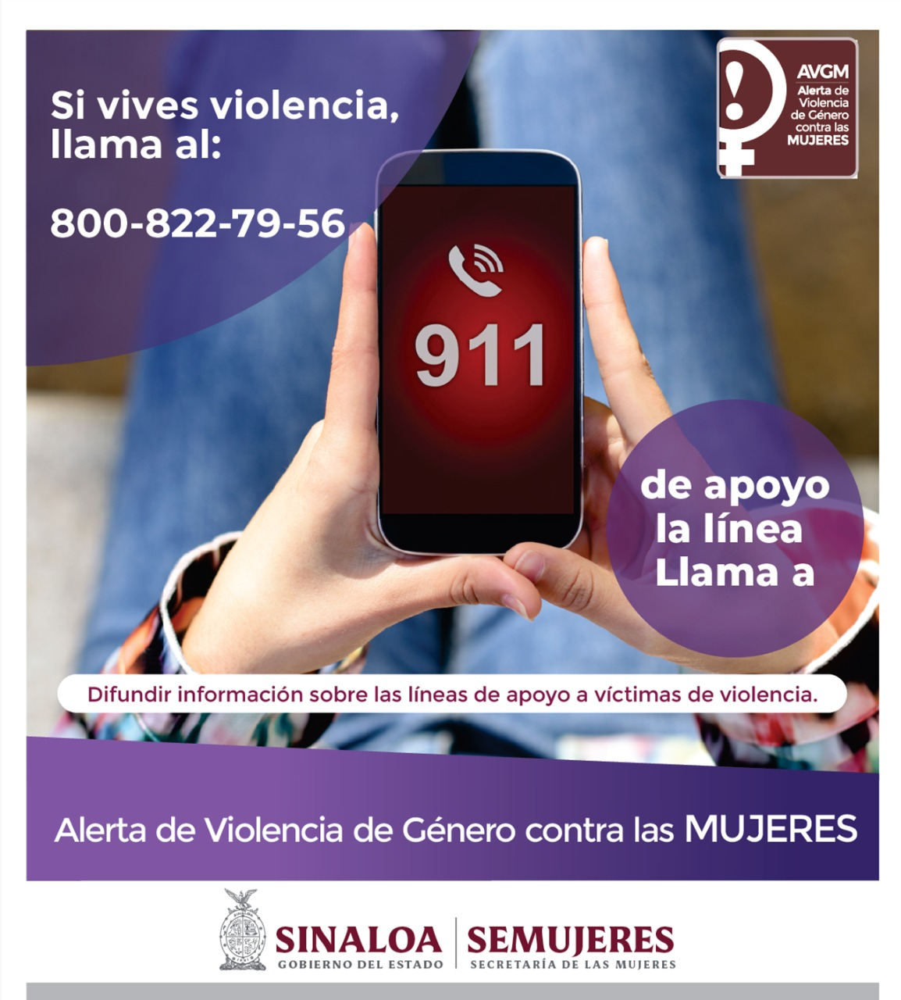 Si vives violencia,
llama al:
800-822-79-56
AVGM
Alerta de
Violencia
de Género
contra las
MUJERES
911
de apoyo
la línea
Llama a
Difundir información sobre las líneas de apoyo a víctimas de violencia.
Alerta de Violencia de Género contra las MUJERES
SINALOA
GOBIERNO DEL ESTADO
SEMUJERES
SECRETARÍA DE LAS MUJERES